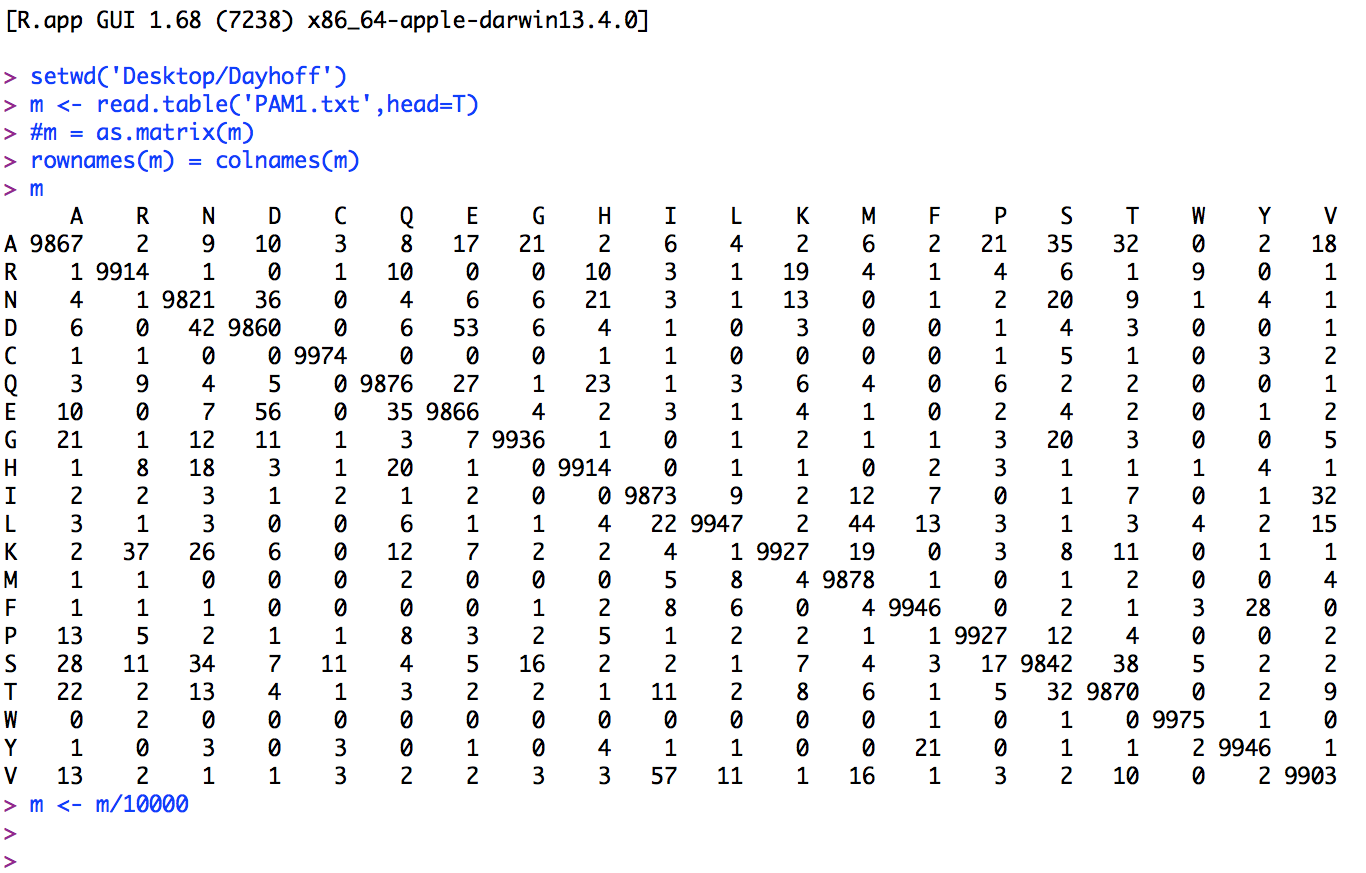 [R.app GUI 1.68 (7238) x86_64-apple-darwin13.4.0]
> setwd('Desktop/Dayhoff')
> m <- read.table('PAM1.txt',head=T)
> #m = as.matrix(m)
> rownames(m) = colnames(m)
> m
A R N D C Q E G H I L K M F P S T W Y V
A 9867 2 9 10 3 8 17 21 2 6 4 2 6 2 21 35 32 0 2 18
R 1 9914 1 0 1 10 0 0 10 3 1 19 4 1 4 6 1 9 0 1
N 4 1 9821 36 0 4 6 6 21 3 1 13 0 1 2 20 9 1 4 1
D 6 0 42 9860 0 6 53 6 4 1 0 3 0 0 1 4 3 0 0 1
C 1 1 0 0 9974 0 0 0 1 1 0 0 0 0 1 5 1 0 3 2
Q 3 9 4 5 0 9876 27 1 23 1 3 6 4 0 6 2 2 0 0 1
E 10 0 7 56 0 35 9866 4 2 3 1 4 1 0 2 4 2 0 1 2
G 21 1 12 11 1 3 7 9936 1 0 1 2 1 1 3 20 3 0 0 5
H 1 8 18 3 1 20 1 0 9914 0 1 1 0 2 3 1 1 1 4 1
I 2 2 3 1 2 1 2 0 0 9873 9 2 12 7 0 1 7 0 1 32
L 3 1 3 0 0 6 1 1 4 22 9947 2 44 13 3 1 3 4 2 15
K 2 37 26 6 0 12 7 2 2 4 1 9927 19 0 3 8 11 0 1 1
M 1 1 0 0 0 2 0 0 0 5 8 4 9878 1 0 1 2 0 0 4
F 1 1 1 0 0 0 0 1 2 8 6 0 4 9946 0 2 1 3 28 0
P 13 5 2 1 1 8 3 2 5 1 2 2 1 1 9927 12 4 0 0 2
S 28 11 34 7 11 4 5 16 2 2 1 7 4 3 17 9842 38 5 2 2
T 22 2 13 4 1 3 2 2 1 11 2 8 6 1 5 32 9870 0 2 9
W 0 2 0 0 0 0 0 0 0 0 0 0 0 1 0 1 0 9975 1 0
Y 1 0 3 0 3 0 1 0 4 1 1 0 0 21 0 1 1 2 9946 1
V 13 2 1 1 3 2 2 3 3 57 11 1 16 1 3 2 10 0 2 9903
> m <- m/10000
>
>